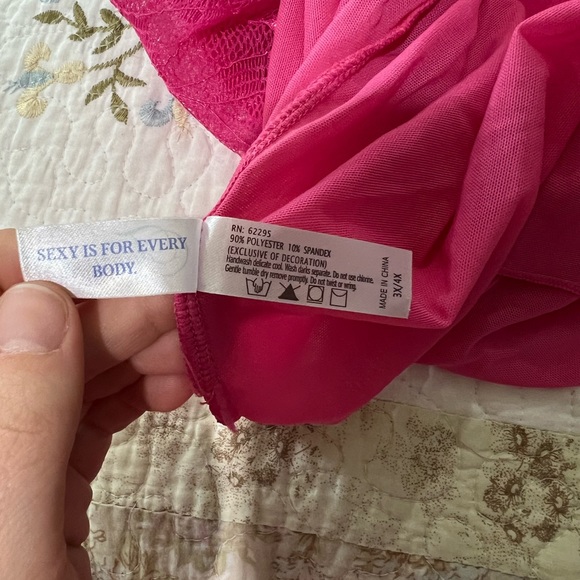 SEXY IS FOR EVERY
BODY.
RN: 62295
90% POLYESTER 10% SPANDEX
(EXCLUSIVE OF DECORATION)
Handwash delicate cool. Wash darks separate. Do not use chlorine.
Gentle tumble dry remove promptly. Do not twist or wring.
MADE IN CHINA
3X/4X